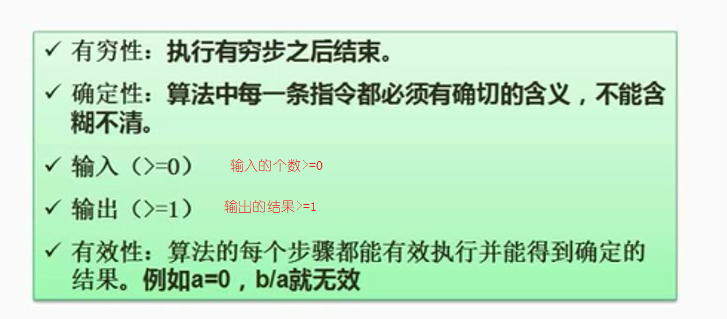 ✓ 有穷性：执行有穷步之后结束。
✓ 确定性：算法中每一条指令都必须有确切的含义，不能含
糊不清。
✓ 输入（>=0） 输入的个数>=0
✓ 输出（>=1） 输出的结果>=1
✓ 有效性：算法的每个步骤都能有效执行并能得到确定的
结果。例如a=0，b/a就无效